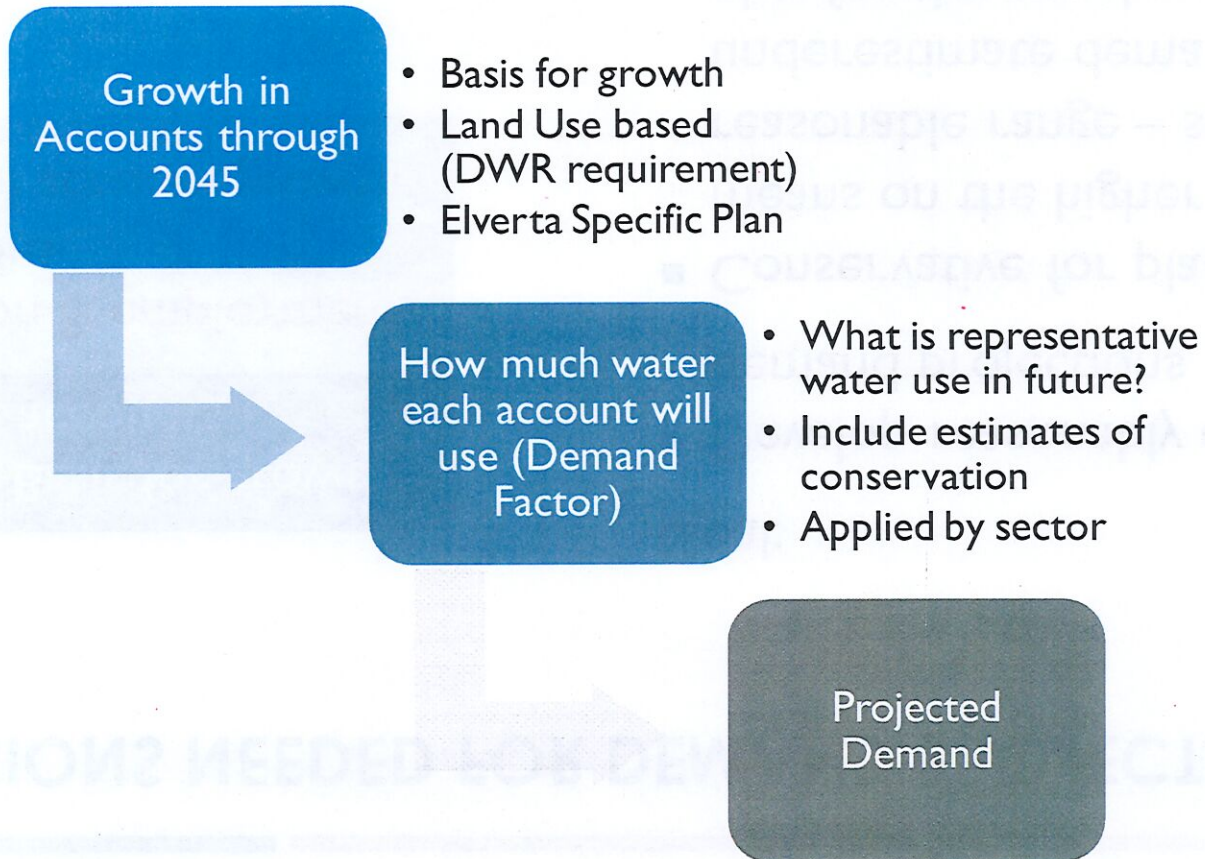 Growth in
Accounts through
2045
• Basis for growth
• Land Use based
(DWR requirement)
• Elverta Specific Plan
How much water
each account will
use (Demand
Factor)
• What is representative
water use in future?
• Include estimates of
conservation
• Applied by sector
Projected
Demand